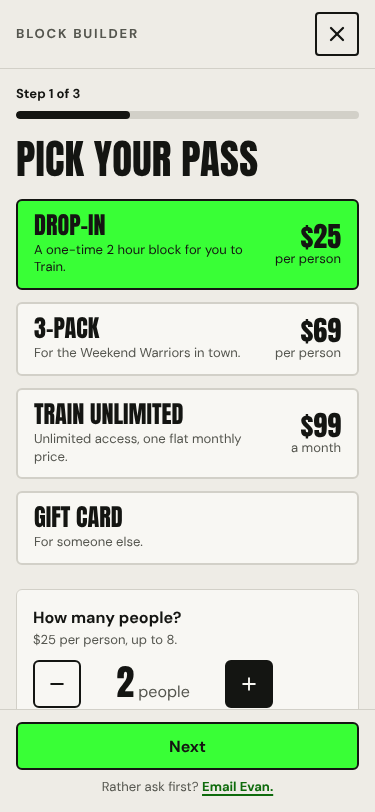 BLOCK BUILDER
Step 1 of 3
PICK YOUR PASS
DROP-IN
A one-time 2 hour block for you to
Train.
$25
per person
3-PACK
For the Weekend Warriors in town.
$69
per person
TRAIN UNLIMITED
Unlimited access, one flat monthly
price.
$99
a month
GIFT CARD
For someone else.
How many people?
$25 per person, up to 8.
− 2 people +
Next
Rather ask first? Email Evan.